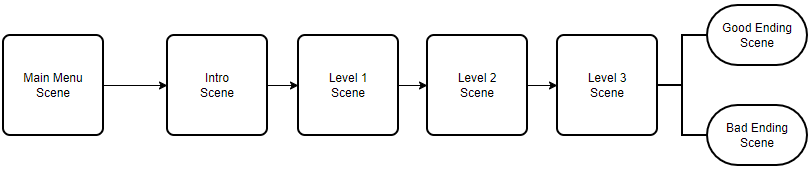 Main Menu
Scene
Intro
Scene
Level 1
Scene
Level 2
Scene
Level 3
Scene
Good Ending
Scene
Bad Ending
Scene